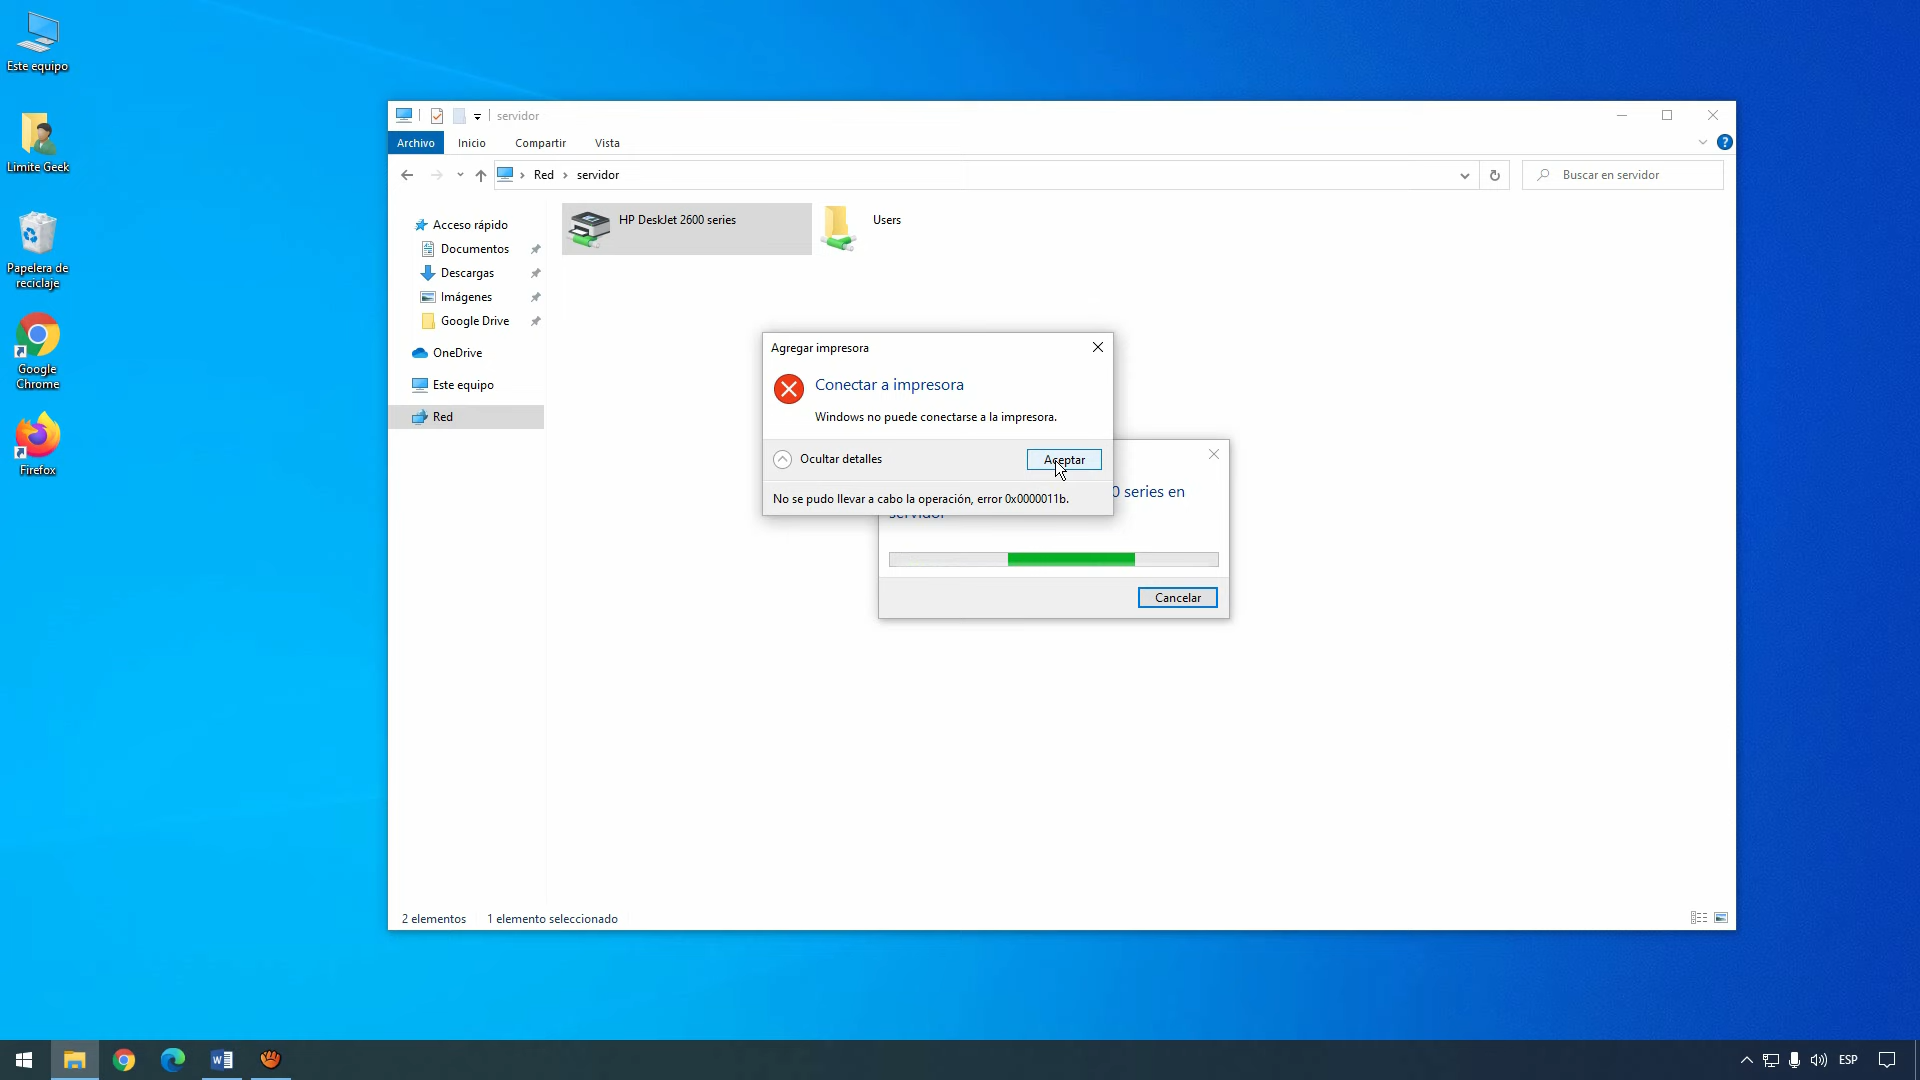 Este equipo
Limite Geek
Papelera de
reciclaje
Google
Chrome
Firefox
servidor
Archivo
Inicio
Compartir
Vista
Red
servidor
Buscar en servidor
Acceso rápido
Documentos
Descargas
Imágenes
Google Drive
OneDrive
Este equipo
Red
HP DeskJet 2600 series
Users
Agregar impresora
Conectar a impresora
Windows no puede conectarse a la impresora.
Ocultar detalles
Aceptar
No se pudo llevar a cabo la operación, error 0x0000011b.
0 series en
servidor
Cancelar
2 elementos
1 elemento seleccionado
ESP